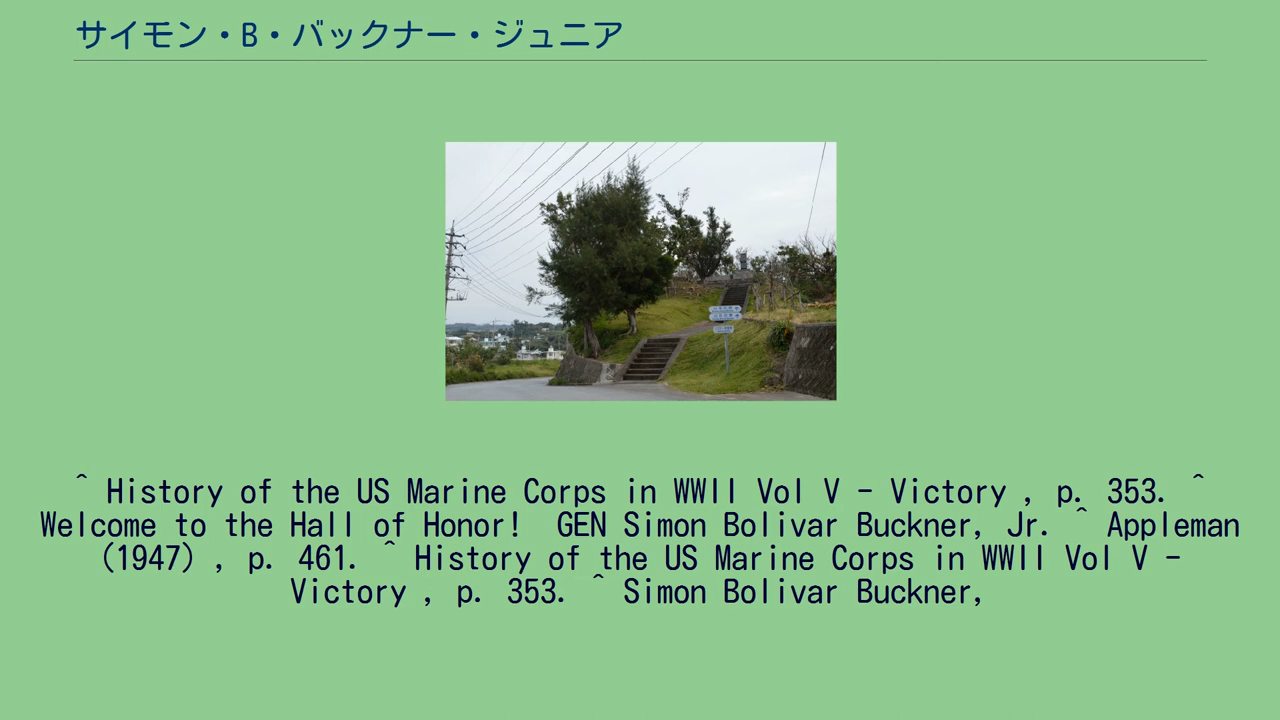 サイモン・B・バックナー・ジュニア
^ History of the US Marine Corps in WWII Vol V - Victory , p. 353. ^
Welcome to the Hall of Honor!  GEN Simon Bolivar Buckner, Jr. ^ Appleman
(1947) , p. 461. ^ History of the US Marine Corps in WWII Vol V -
Victory , p. 353. ^ Simon Bolivar Buckner,